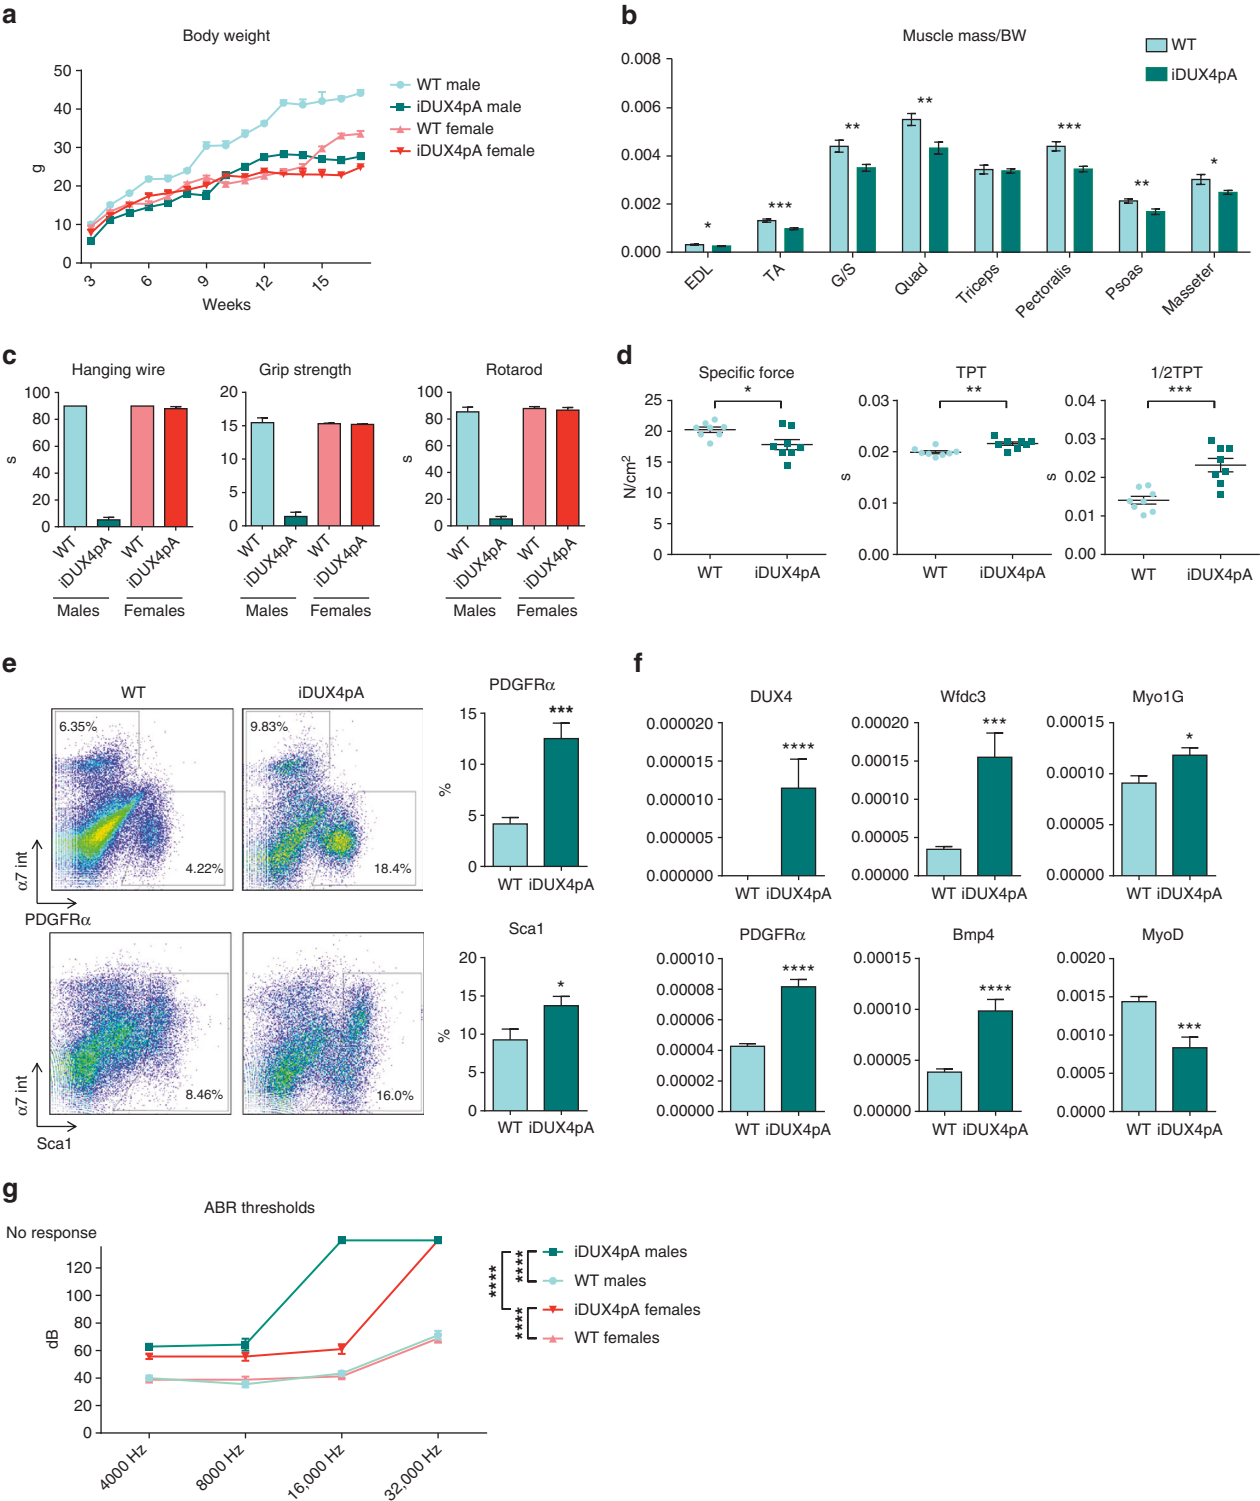 a
Body weight
50
40
30
20
10
0
g
3
6
9
12
15
Weeks
WT male
iDUX4pA male
WT female
iDUX4pA female
b
Muscle mass/BW
WT
iDUX4pA
0.008
0.006
0.004
0.002
0.000
*
***
**
**
***
**
*
EDL
TA
G/S
Quad
Triceps
Pectoralis
Psoas
Masseter
c
Hanging wire
100
80
60
40
20
0
s
WT
iDUX4pA
WT
iDUX4pA
Males
Females
Grip strength
20
15
10
5
0
WT
iDUX4pA
WT
iDUX4pA
Males
Females
Rotarod
100
80
60
40
20
0
s
WT
iDUX4pA
WT
iDUX4pA
Males
Females
d
Specific force
*
25
20
15
10
5
0
N/cm2
WT
iDUX4pA
TPT
**
0.03
0.02
0.01
0.00
s
WT
iDUX4pA
1/2TPT
***
0.04
0.03
0.02
0.01
0.00
s
WT
iDUX4pA
e
WT
iDUX4pA
6.35%
4.22%
9.83%
18.4%
α7 int
PDGFRα
8.46%
16.0%
α7 int
Sca1
PDGFRα
***
15
10
5
0
%
WT iDUX4pA
Sca1
*
20
15
10
5
0
%
WT iDUX4pA
f
DUX4
****
0.000020
0.000015
0.000010
0.000005
0.000000
WT iDUX4pA
Wfdc3
***
0.00020
0.00015
0.00010
0.00005
0.00000
WT iDUX4pA
Myo1G
*
0.00015
0.00010
0.00005
0.00000
WT iDUX4pA
PDGFRα
****
0.00010
0.00008
0.00006
0.00004
0.00002
0.00000
WT iDUX4pA
Bmp4
****
0.00015
0.00010
0.00005
0.00000
WT iDUX4pA
MyoD
***
0.0020
0.0015
0.0010
0.0005
0.0000
WT iDUX4pA
g
ABR thresholds
No response
120
100
80
60
40
20
0
dB
4000 Hz
8000 Hz
16,000 Hz
32,000 Hz
****
****
****
iDUX4pA males
WT males
iDUX4pA females
WT females